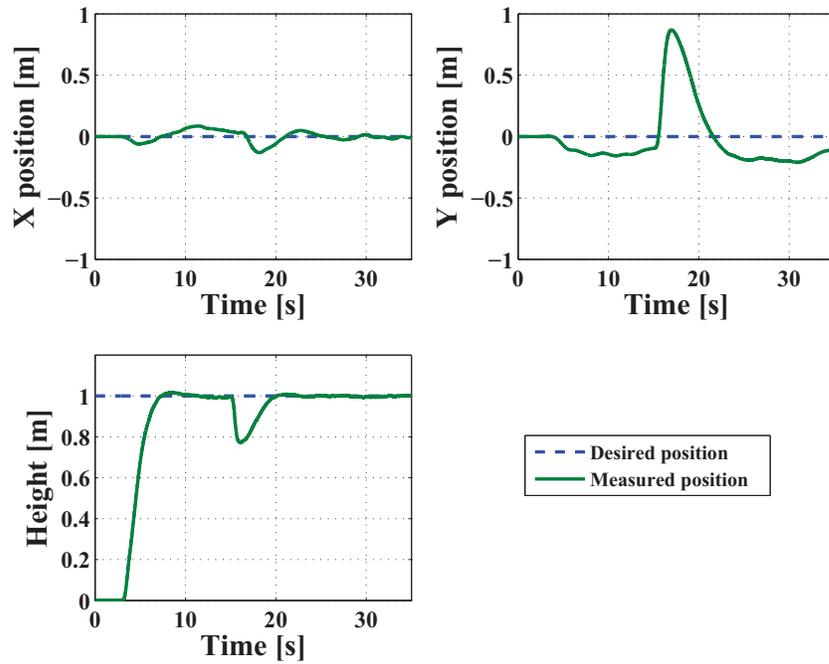 1
0.5
0
−0.5
−1
X position [m]
0 10 20 30
Time [s]
1
0.5
0
−0.5
−1
Y position [m]
0 10 20 30
Time [s]
1
0.8
0.6
0.4
0.2
0
Height [m]
0 10 20 30
Time [s]
Desired position
Measured position